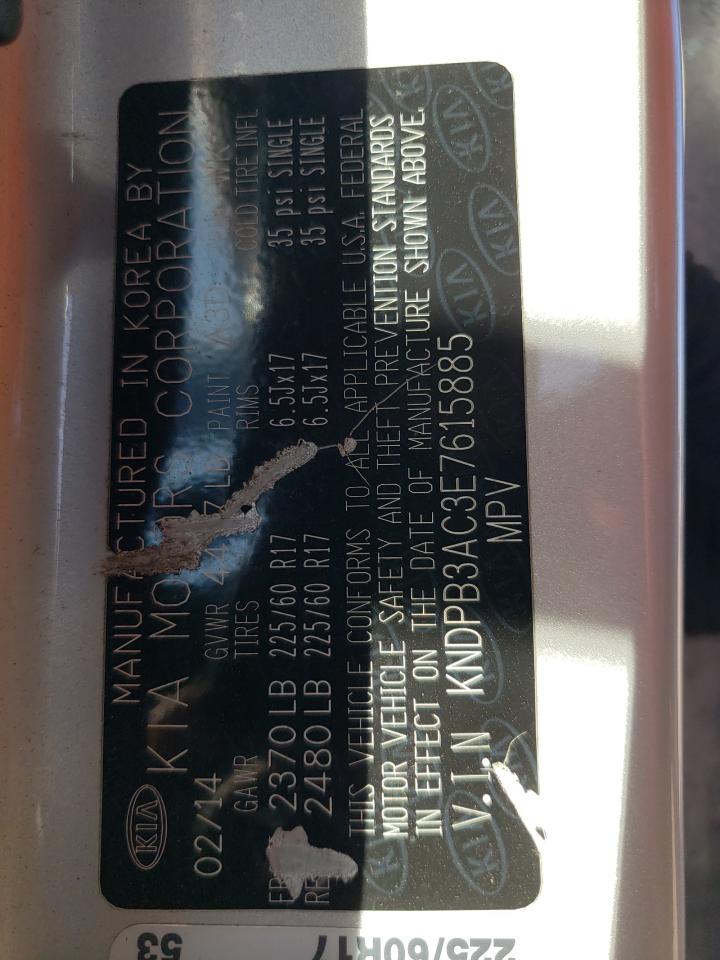 KIA
MANUFACTURED IN KOREA BY
KIA MOTORS CORPORATION
02/14 GVWR LB PAINT
GAWR TIRES RIMS COLD TIRE INFL
2370 LB 225/60 R17 6.5Jx17 35 psi SINGLE
2480 LB 225/60 R17 6.5Jx17 35 psi SINGLE
THIS VEHICLE CONFORMS TO ALL APPLICABLE U.S.A. FEDERAL
MOTOR VEHICLE SAFETY AND THEFT PREVENTION STANDARDS
IN EFFECT ON THE DATE OF MANUFACTURE SHOWN ABOVE.
V.I.N KNDPB3AC3E7615885
MPV
225/60R17
53